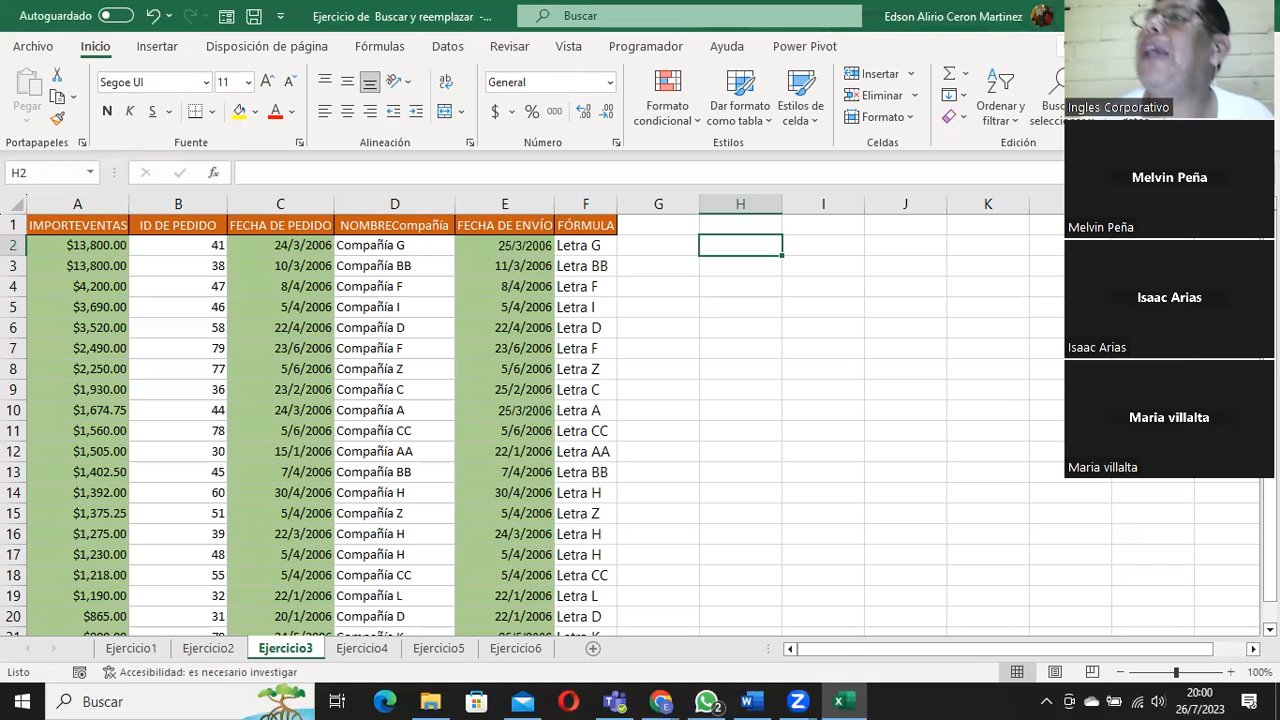 Autoguardado
Ejercicio de Buscar y reemplazar -...
Buscar
Edson Alirio Ceron Martinez
Archivo Inicio Insertar Disposición de página Fórmulas Datos Revisar Vista Programador Ayuda Power Pivot
Pegar
Segoe UI 11
N K S
General
$ % 000
Formato condicional
Dar formato como tabla
Estilos de celda
Insertar
Eliminar
Formato
Ordenar y filtrar
Portapapeles Fuente Alineación Número Estilos Celdas Edición
Ingles Corporativo
H2
fx
A B C D E F G H I J K
1 IMPORTEVENTAS ID DE PEDIDO FECHA DE PEDIDO NOMBRECompañía FECHA DE ENVÍO FÓRMULA
2 $13,800.00 41 24/3/2006 Compañía G 25/3/2006 Letra G
3 $13,800.00 38 10/3/2006 Compañía BB 11/3/2006 Letra BB
4 $4,200.00 47 8/4/2006 Compañía F 8/4/2006 Letra F
5 $3,690.00 46 5/4/2006 Compañía I 5/4/2006 Letra I
6 $3,520.00 58 22/4/2006 Compañía D 22/4/2006 Letra D
7 $2,490.00 79 23/6/2006 Compañía F 23/6/2006 Letra F
8 $2,250.00 77 5/6/2006 Compañía Z 5/6/2006 Letra Z
9 $1,930.00 36 23/2/2006 Compañía C 25/2/2006 Letra C
10 $1,674.75 44 24/3/2006 Compañía A 25/3/2006 Letra A
11 $1,560.00 78 5/6/2006 Compañía CC 5/6/2006 Letra CC
12 $1,505.00 30 15/1/2006 Compañía AA 22/1/2006 Letra AA
13 $1,402.50 45 7/4/2006 Compañía BB 7/4/2006 Letra BB
14 $1,392.00 60 30/4/2006 Compañía H 30/4/2006 Letra H
15 $1,375.25 51 5/4/2006 Compañía Z 5/4/2006 Letra Z
16 $1,275.00 39 22/3/2006 Compañía H 24/3/2006 Letra H
17 $1,230.00 48 5/4/2006 Compañía H 5/4/2006 Letra H
18 $1,218.00 55 5/4/2006 Compañía CC 5/4/2006 Letra CC
19 $1,190.00 32 22/1/2006 Compañía L 22/1/2006 Letra L
20 $865.00 31 20/1/2006 Compañía D 22/1/2006 Letra D
Melvin Peña
Melvin Peña
Isaac Arias
Isaac Arias
Maria villalta
Maria villalta
Ejercicio1 Ejercicio2 Ejercicio3 Ejercicio4 Ejercicio5 Ejercicio6
Listo
Accesibilidad: es necesario investigar
100%
Buscar
2
20:00
26/7/2023